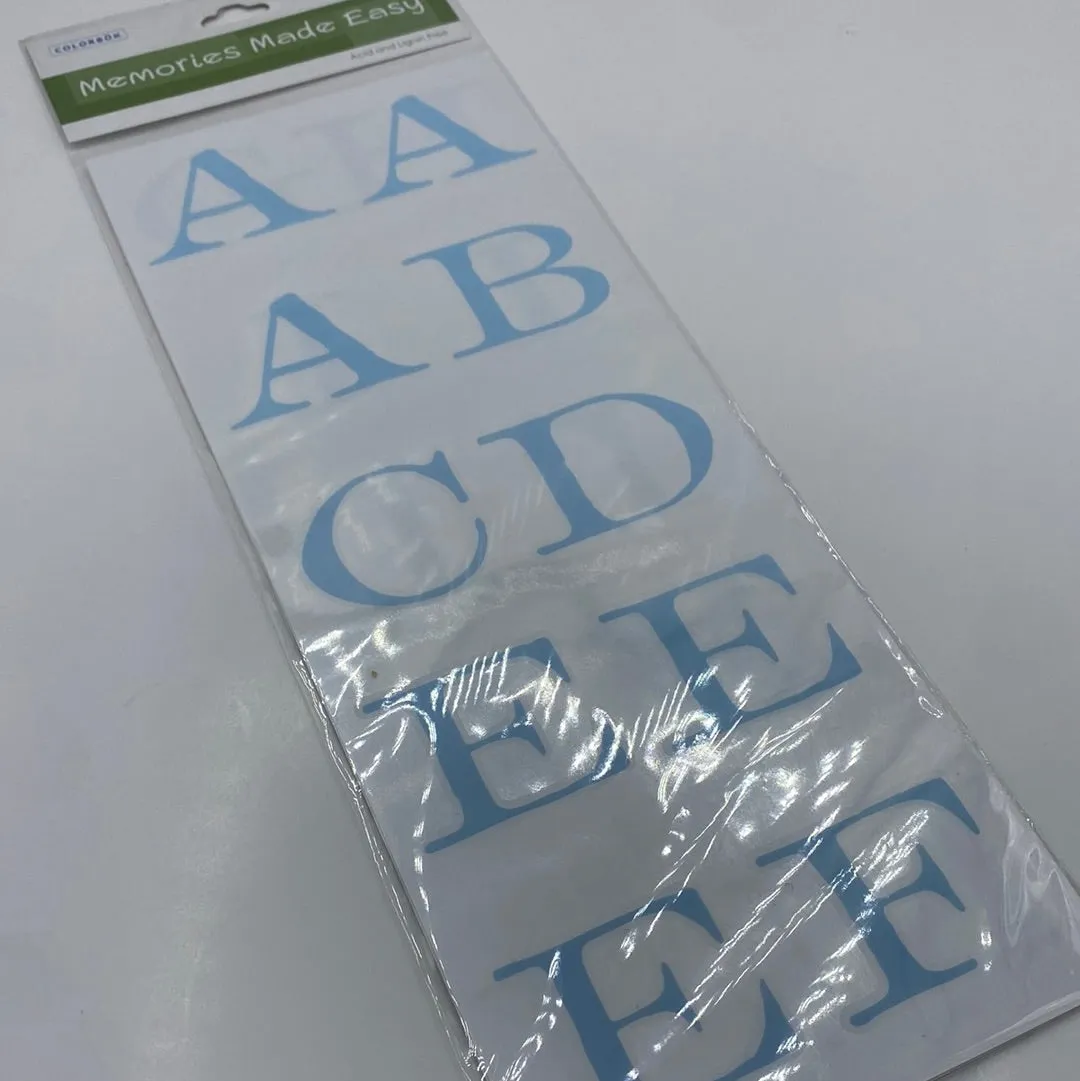 COLORBOK
Memories Made Easy
Acid and Lignin Free
A A
A B
C D
E E
E F